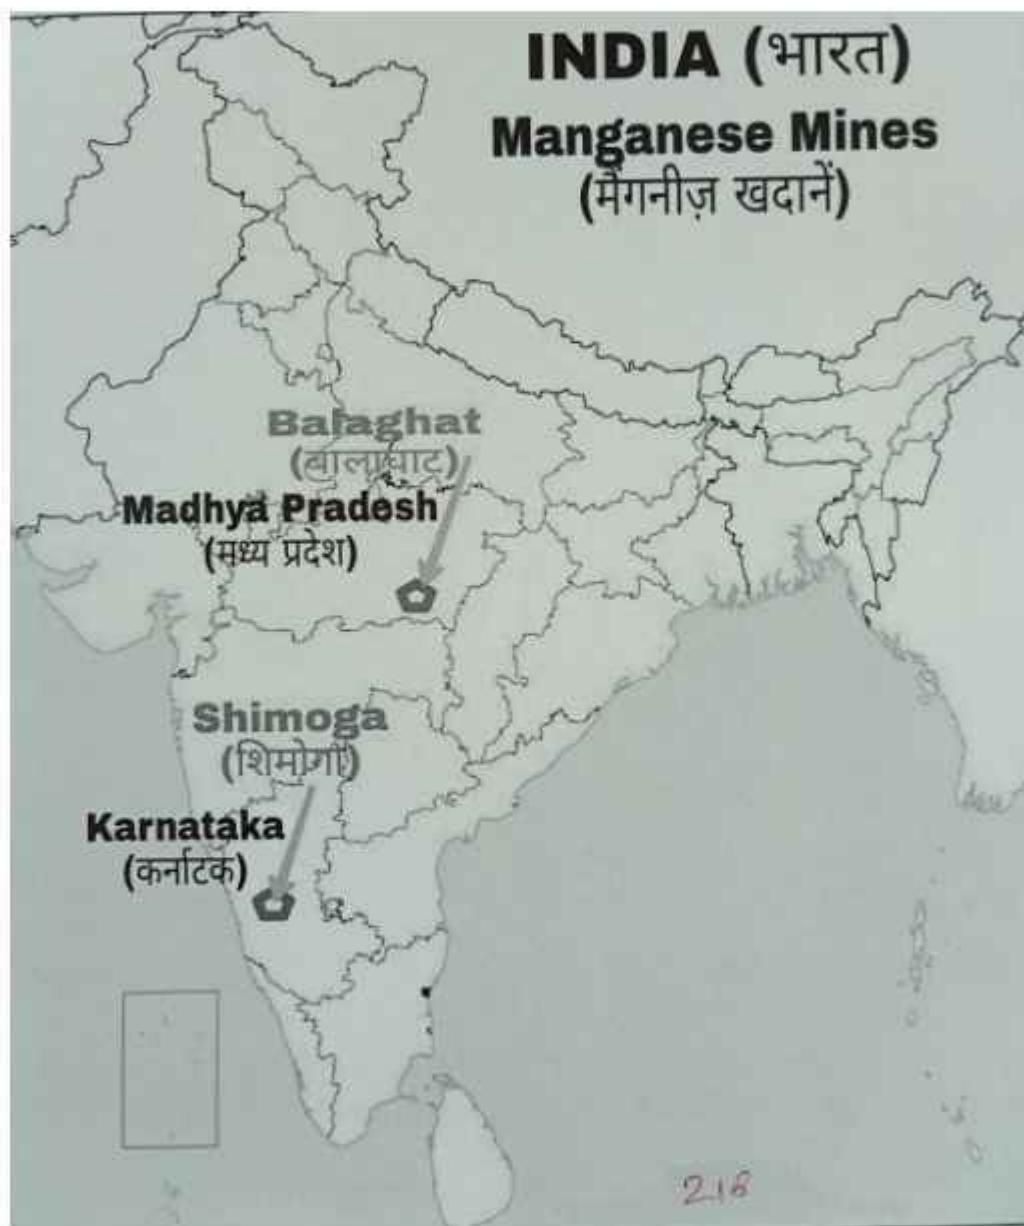 INDIA (भारत)
Manganese Mines
(मैंगनीज़ खदानें)
Balaghat
(बालाघाट)
Madhya Pradesh
(मध्य प्रदेश)
Shimoga
(शिमोगा)
Karnataka
(कर्नाटक)
218